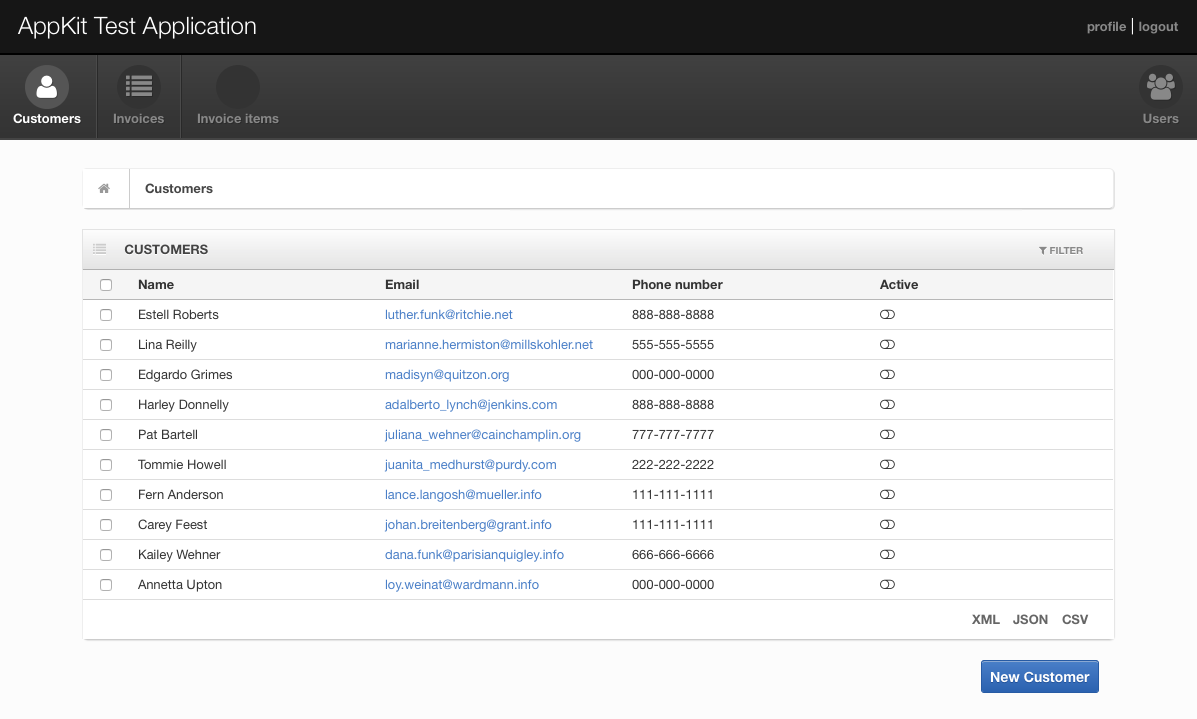 AppKit Test Application
profile | logout
Customers
Invoices
Invoice items
Users
Customers
CUSTOMERS
FILTER
Name Email Phone number Active
Estell Roberts luther.funk@ritchie.net 888-888-8888
Lina Reilly marianne.hermiston@millskohler.net 555-555-5555
Edgardo Grimes madisyn@quitzon.org 000-000-0000
Harley Donnelly adalberto_lynch@jenkins.com 888-888-8888
Pat Bartell juliana_wehner@cainchamplin.org 777-777-7777
Tommie Howell juanita_medhurst@purdy.com 222-222-2222
Fern Anderson lance.langosh@mueller.info 111-111-1111
Carey Feest johan.breitenberg@grant.info 111-111-1111
Kailey Wehner dana.funk@parisianquigley.info 666-666-6666
Annetta Upton loy.weinat@wardmann.info 000-000-0000
XML JSON CSV
New Customer